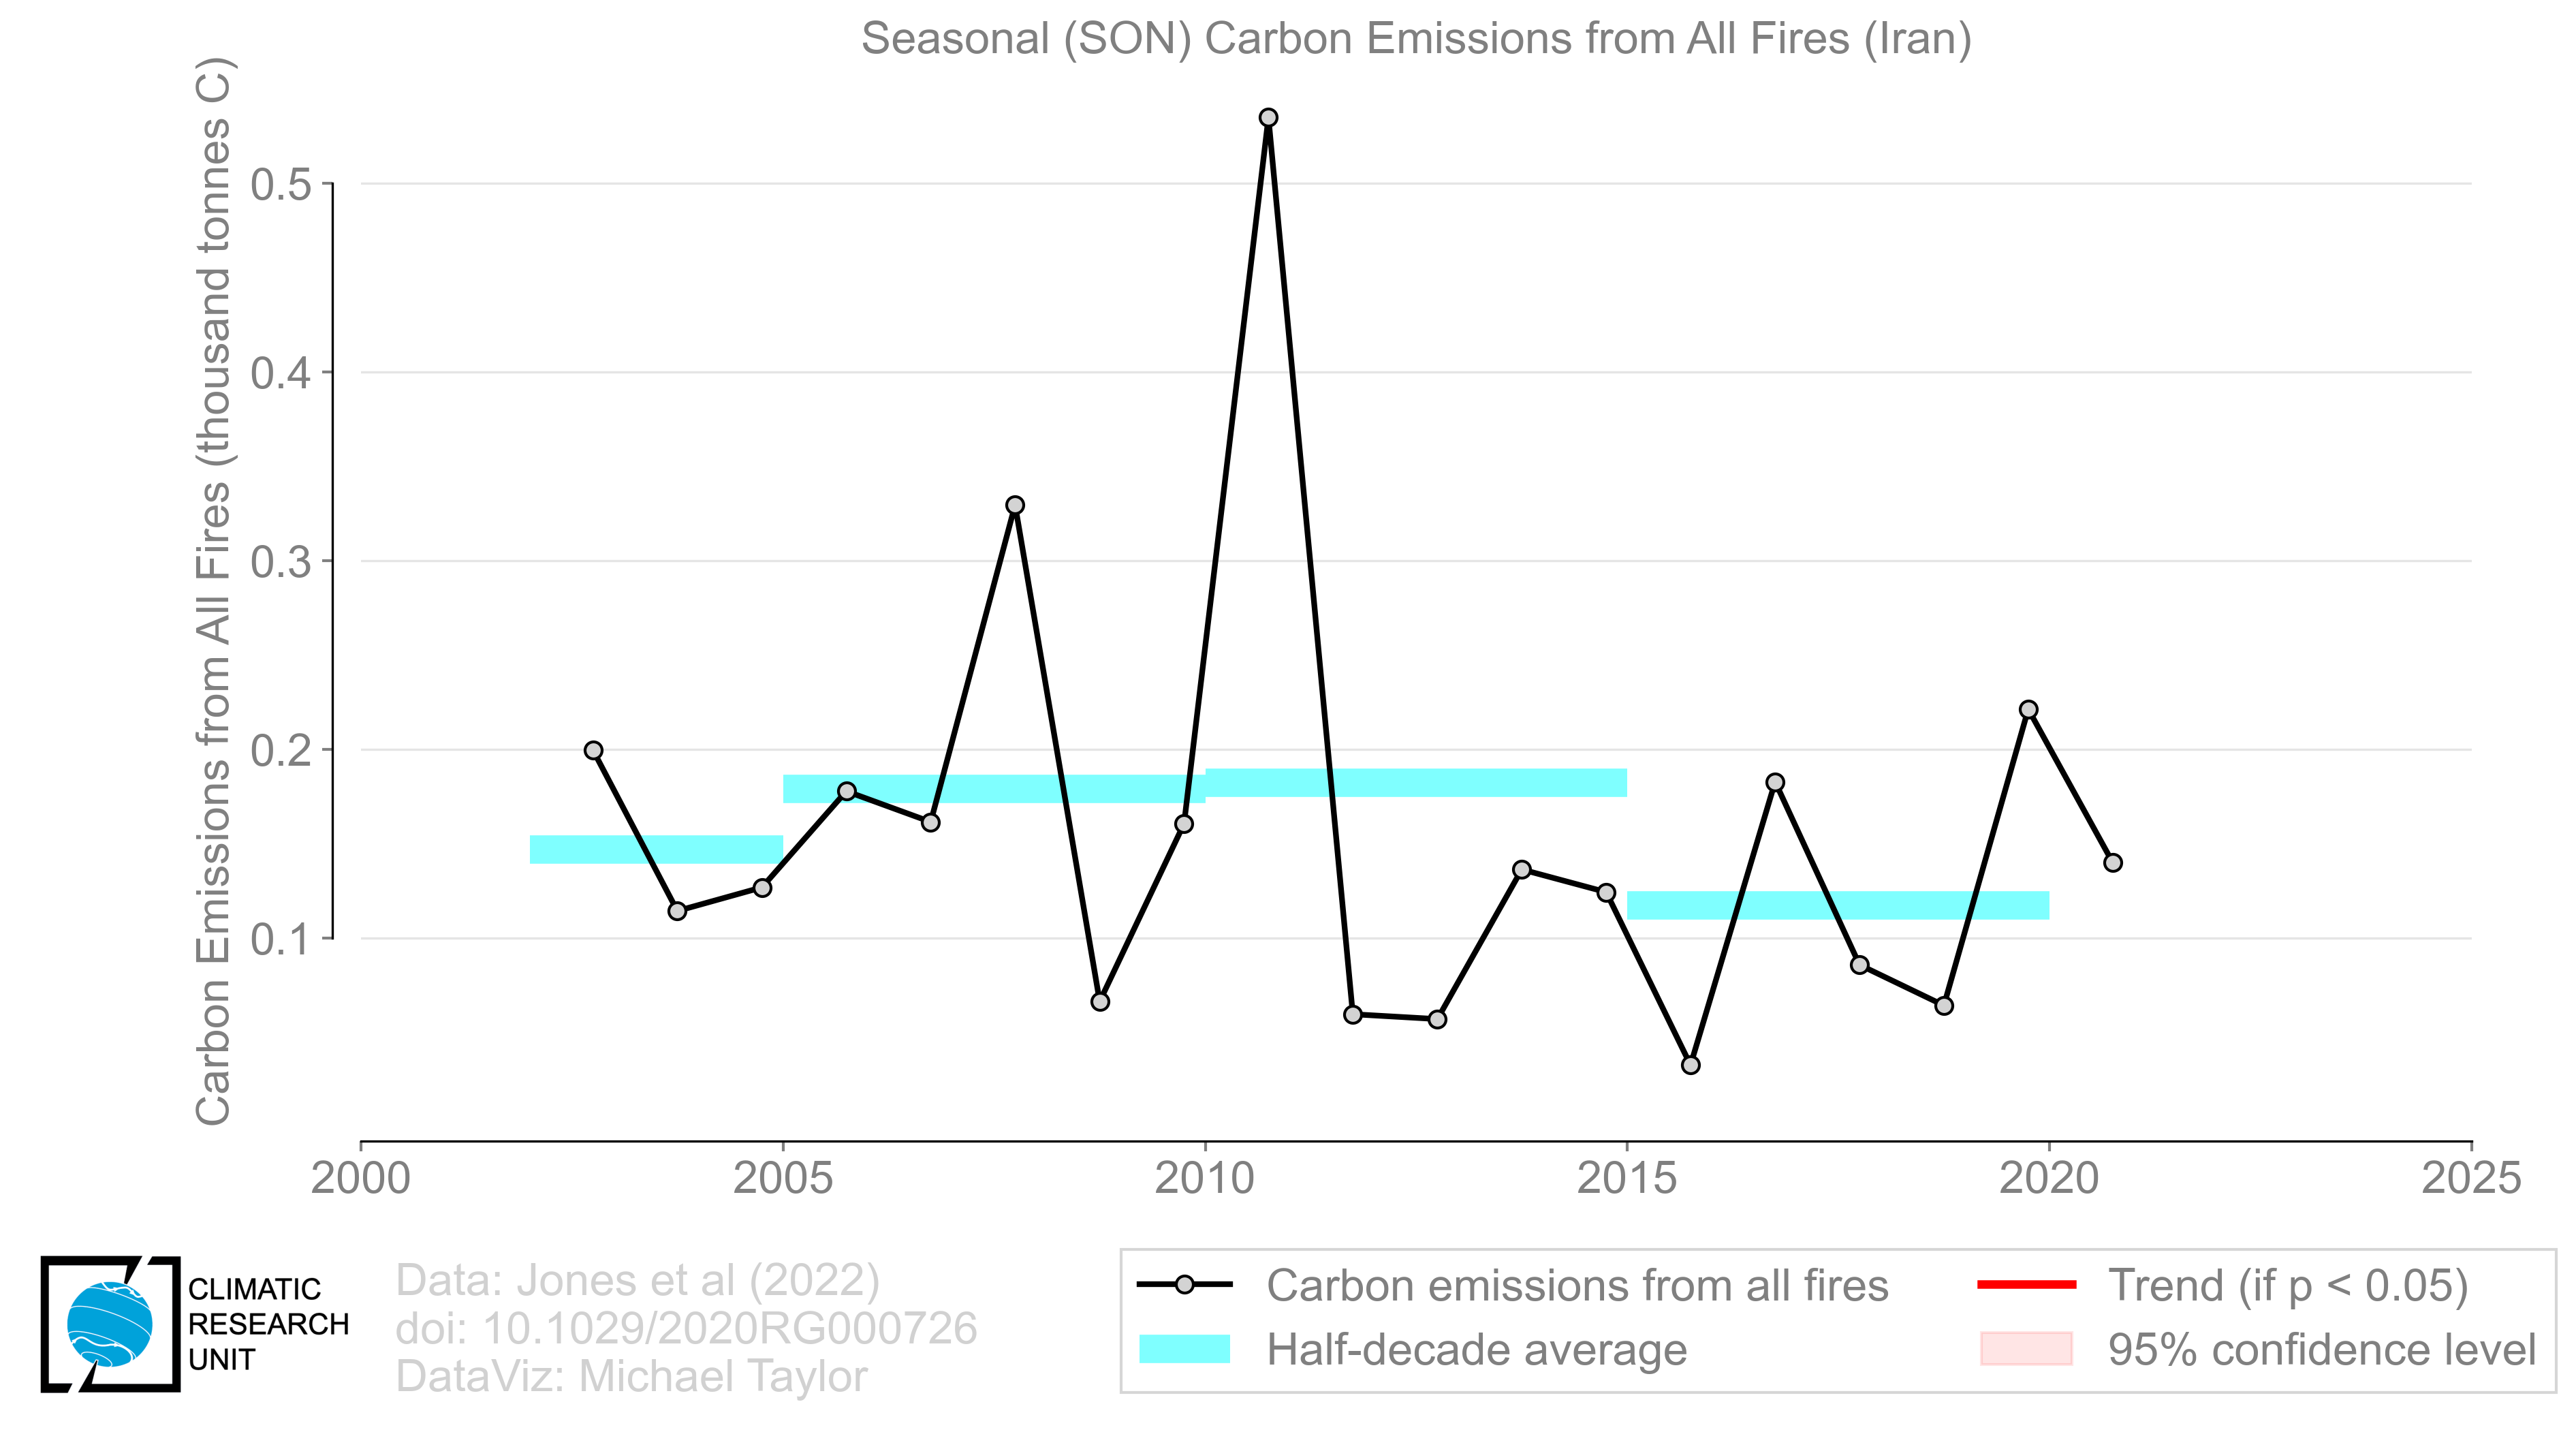 Seasonal (SON) Carbon Emissions from All Fires (Iran)
Carbon Emissions from All Fires (thousand tonnes C)
0.5
0.4
0.3
0.2
0.1
2000 2005 2010 2015 2020 2025
CLIMATIC
RESEARCH
UNIT
Data: Jones et al (2022)
doi: 10.1029/2020RG000726
DataViz: Michael Taylor
Carbon emissions from all fires
Half-decade average
Trend (if p < 0.05)
95% confidence level